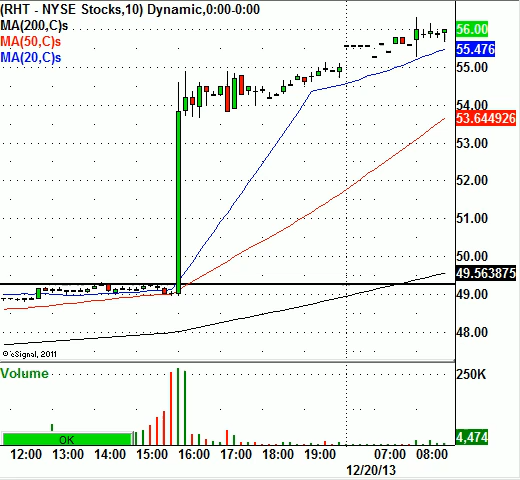 (RHT - NYSE Stocks,10) Dynamic,0:00-0:00
MA(200,C)s
MA(50,C)s
MA(20,C)s
56.00
55.476
55.00
54.00
53.644926
53.00
52.00
51.00
50.00
49.563875
49.00
48.00
© eSignal, 2011
Volume
250K
4,474
OK
12:00 13:00 14:00 15:00 16:00 17:00 18:00 19:00 07:00 08:00
12/20/13